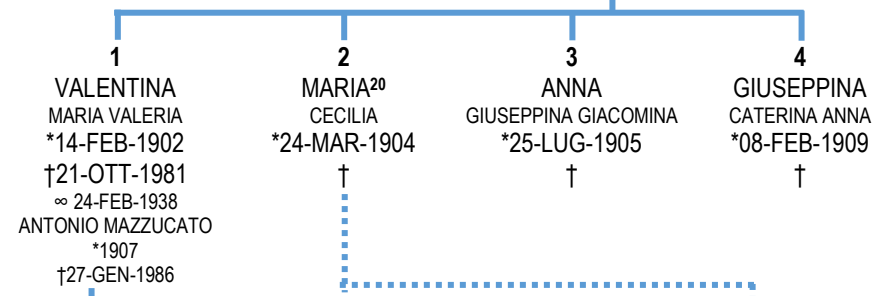 1
VALENTINA
MARIA VALERIA
*14-FEB-1902
†21-OTT-1981
∞ 24-FEB-1938
ANTONIO MAZZUCATO
*1907
†27-GEN-1986
2
MARIA²⁰
CECILIA
*24-MAR-1904
†
3
ANNA
GIUSEPPINA GIACOMINA
*25-LUG-1905
†
4
GIUSEPPINA
CATERINA ANNA
*08-FEB-1909
†